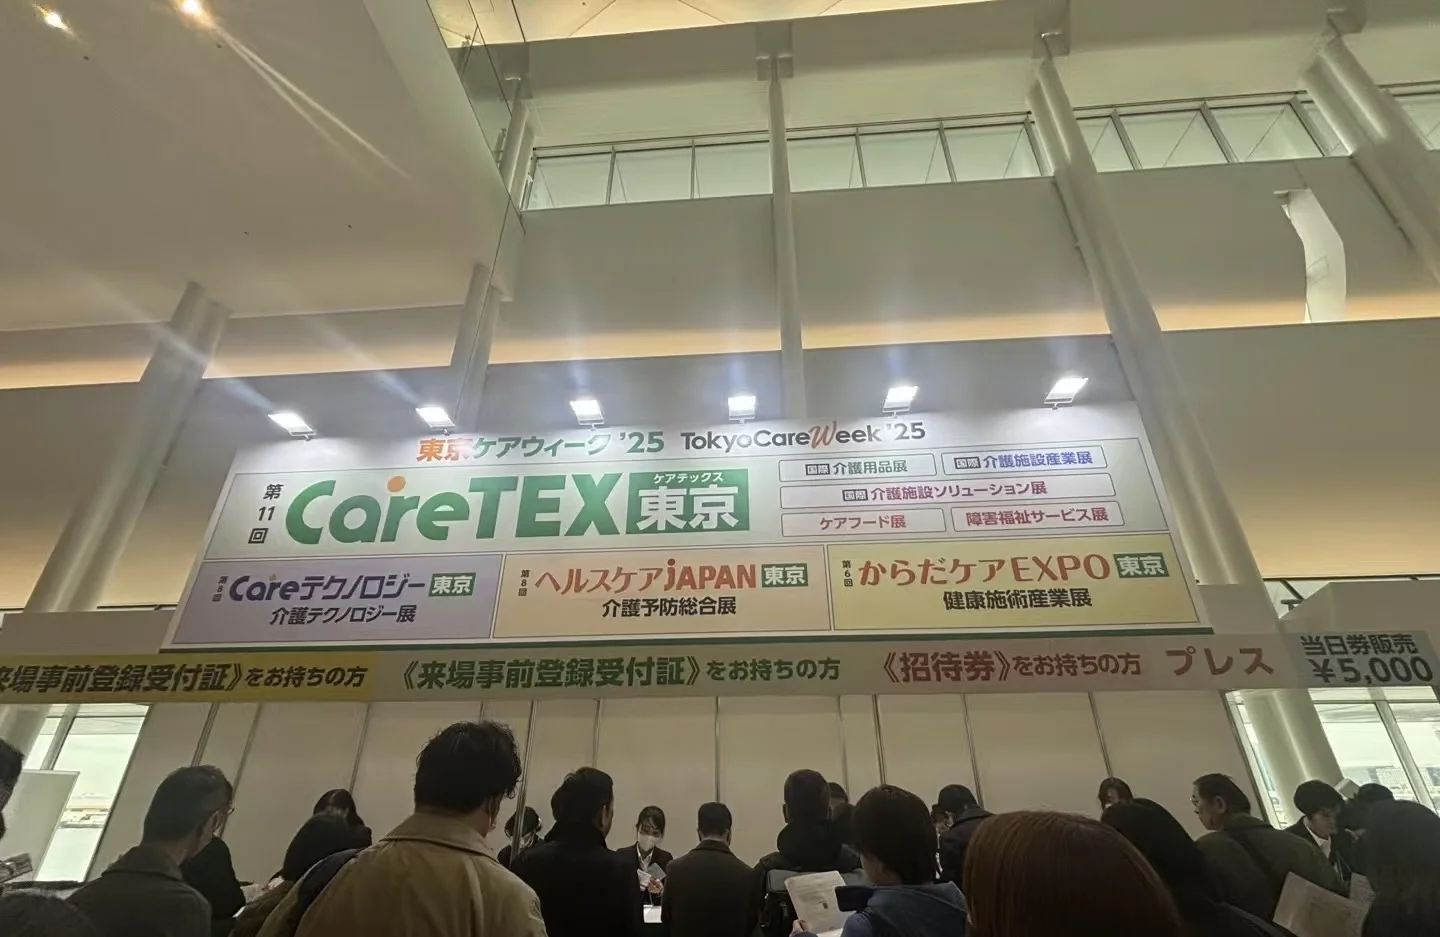 東京ケアウィーク'25 TokyoCareWeek'25
第11回 CareTEX ケアテックス 東京
国際 介護用品展
国際 介護施設産業展
国際 介護施設ソリューション展
ケアフード展
障害福祉サービス展
第8回 Careテクノロジー 東京
介護テクノロジー展
第8回 ヘルスケアJAPAN 東京
介護予防総合展
第6回 からだケアEXPO 東京
健康施術産業展
来場事前登録受付証》をお持ちの方
《来場事前登録受付証》をお持ちの方
《招待券》をお持ちの方
プレス
当日券販売
¥5,000